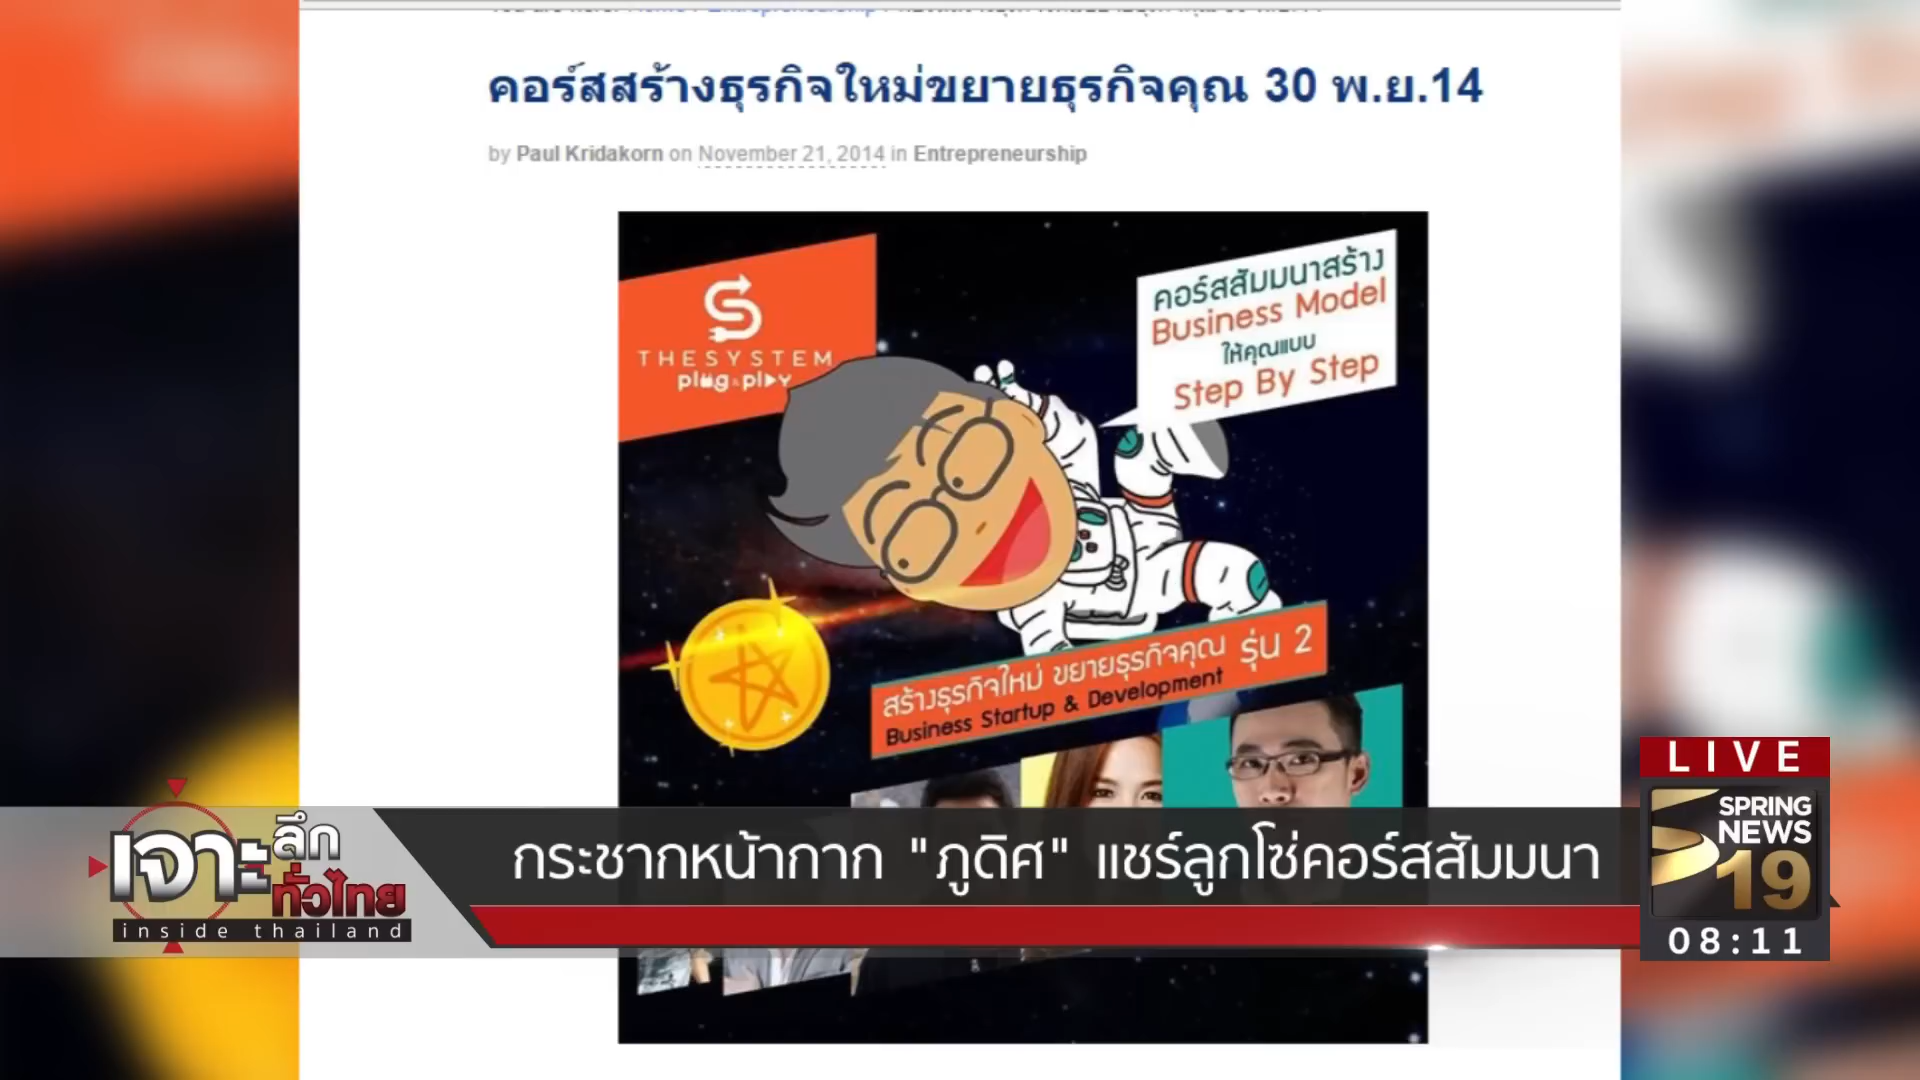 คอร์สสร้างธุรกิจใหม่ขยายธุรกิจคุณ 30 พ.ย.14
by Paul Kridakorn on November 21, 2014 in Entrepreneurship
THESYSTEM
plug & play
คอร์สสัมมนาสร้าง
Business Model
ให้คุณแบบ
Step By Step
สร้างธุรกิจใหม่ ขยายธุรกิจคุณ รุ่น 2
Business Startup & Development
เจาะลึก
ทั่วไทย
inside thailand
กระชากหน้ากาก "ภูดิศ" แชร์ลูกโซ่คอร์สสัมมนา
LIVE
SPRING
NEWS
19
08:11